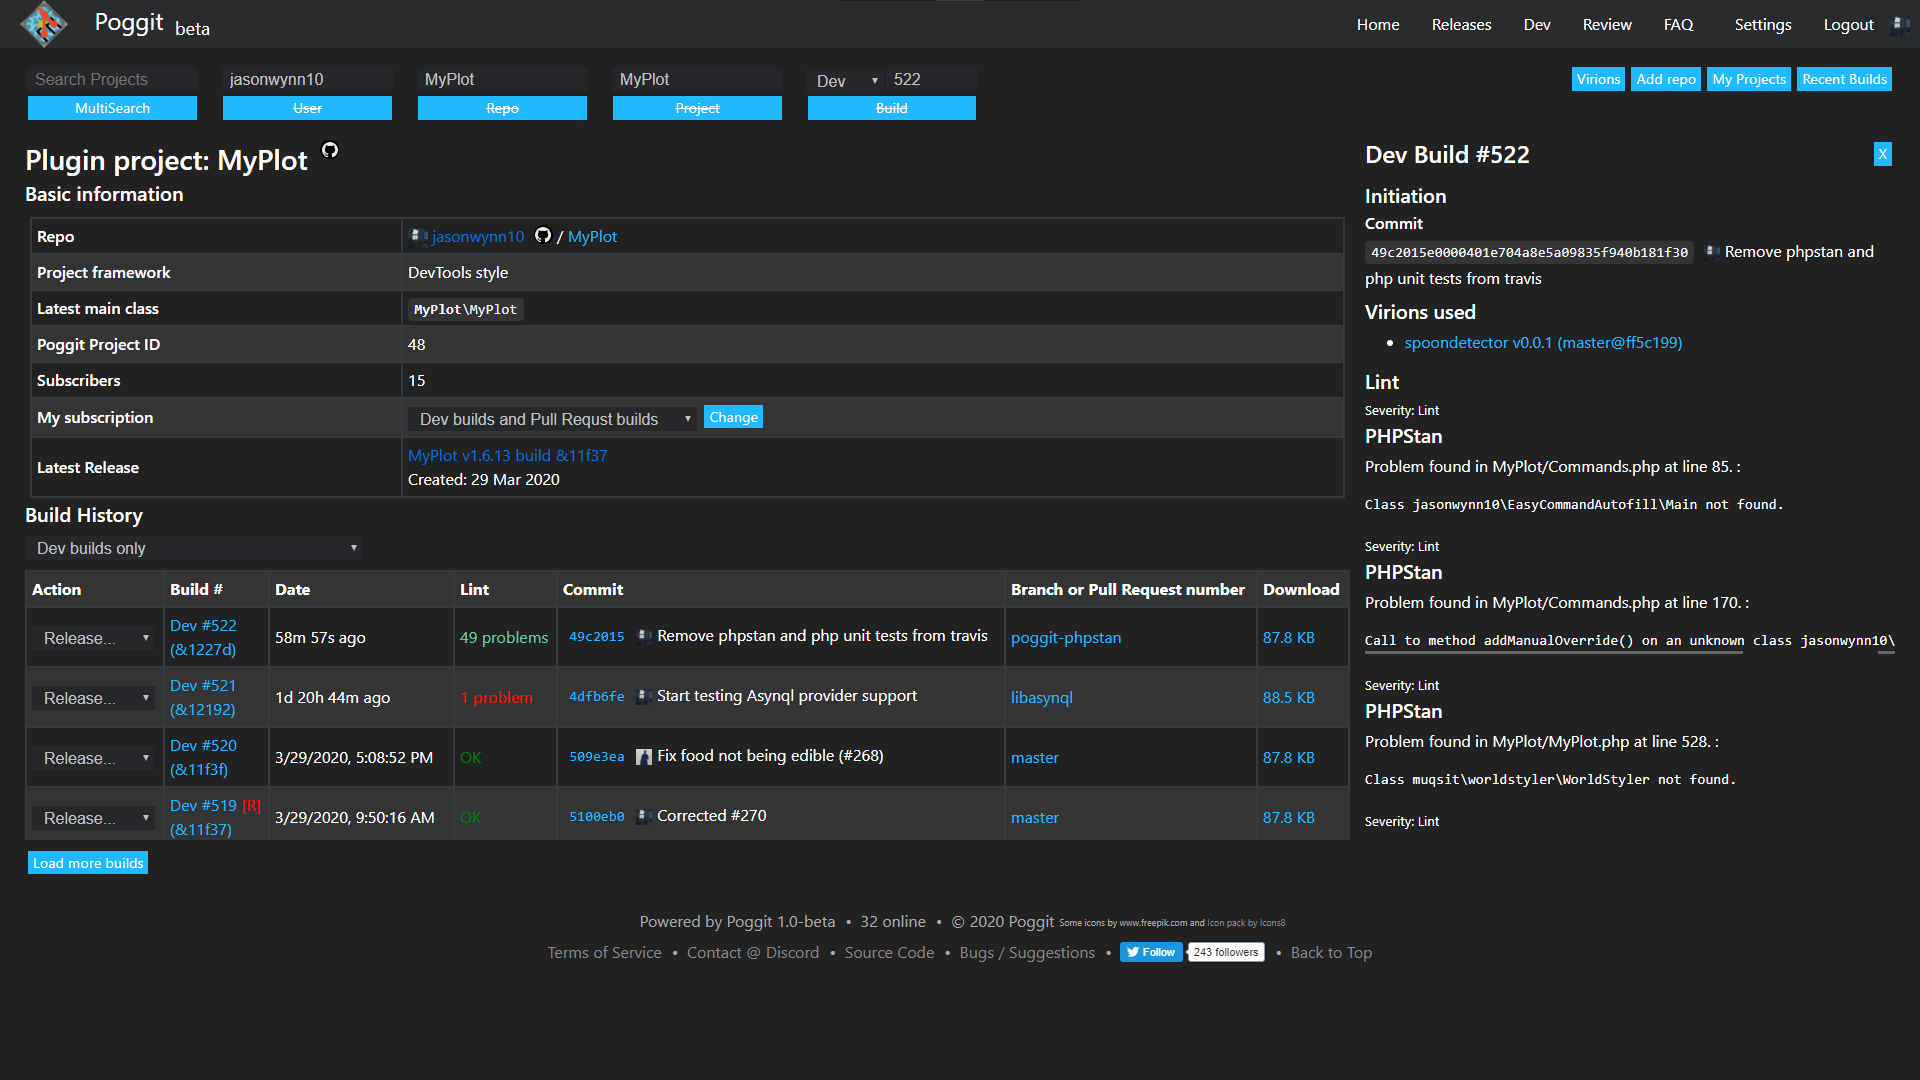 Poggit beta
Home Releases Dev Review FAQ Settings Logout
Search Projects jasonwynn10 MyPlot MyPlot Dev 522
MultiSearch User Repo Project Build
Virions Add repo My Projects Recent Builds
Plugin project: MyPlot
Basic information
Repo jasonwynn10 / MyPlot
Project framework DevTools style
Latest main class MyPlot\MyPlot
Poggit Project ID 48
Subscribers 15
My subscription Dev builds and Pull Requst builds Change
Latest Release MyPlot v1.6.13 build &11f37
Created: 29 Mar 2020
Build History
Dev builds only
Action Build # Date Lint Commit Branch or Pull Request number Download
Release... Dev #522 (&1227d) 58m 57s ago 49 problems 49c2015 Remove phpstan and php unit tests from travis poggit-phpstan 87.8 KB
Release... Dev #521 (&12192) 1d 20h 44m ago 1 problem 4dfb6fe Start testing Asynql provider support libasynql 88.5 KB
Release... Dev #520 (&11f3f) 3/29/2020, 5:08:52 PM OK 509e3ea Fix food not being edible (#268) master 87.8 KB
Release... Dev #519 [R] (&11f37) 3/29/2020, 9:50:16 AM OK 5100eb0 Corrected #270 master 87.8 KB
Load more builds
Dev Build #522 X
Initiation
Commit
49c2015e0000401e704a8e5a09835f940b181f30 Remove phpstan and
php unit tests from travis
Virions used
spoondetector v0.0.1 (master@ff5c199)
Lint
Severity: Lint
PHPStan
Problem found in MyPlot/Commands.php at line 85. :
Class jasonwynn10\EasyCommandAutofill\Main not found.
Severity: Lint
PHPStan
Problem found in MyPlot/Commands.php at line 170. :
Call to method addManualOverride() on an unknown class jasonwynn10\
Severity: Lint
PHPStan
Problem found in MyPlot/MyPlot.php at line 528. :
Class muqsit\worldstyler\WorldStyler not found.
Severity: Lint
Powered by Poggit 1.0-beta • 32 online • © 2020 Poggit Some icons by www.freepik.com and Icon pack by Icons8
Terms of Service • Contact @ Discord • Source Code • Bugs / Suggestions • Follow 243 followers • Back to Top